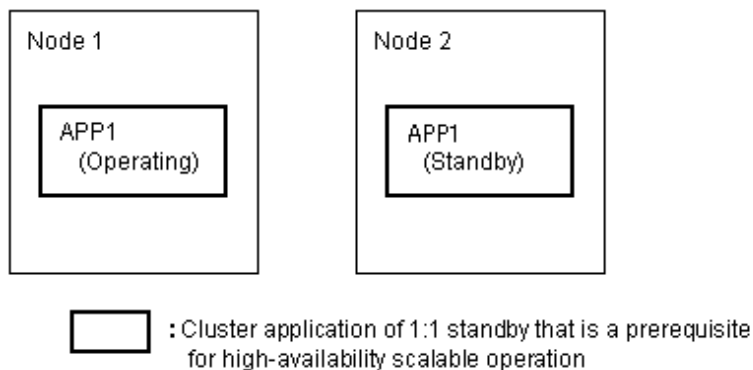 Node 1
APP1
(Operating)
Node 2
APP1
(Standby)
: Cluster application of 1:1 standby that is a prerequisite
for high-availability scalable operation